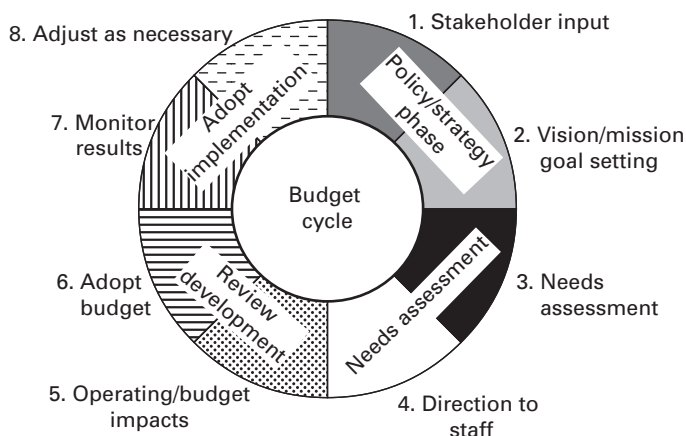 1. Stakeholder input
2. Vision/mission
goal setting
3. Needs
assessment
4. Direction to
staff
5. Operating/budget
impacts
6. Adopt
budget
7. Monitor
results
8. Adjust as necessary
Policy/strategy
phase
Needs assessment
Review
development
Adopt
implementation
Budget
cycle